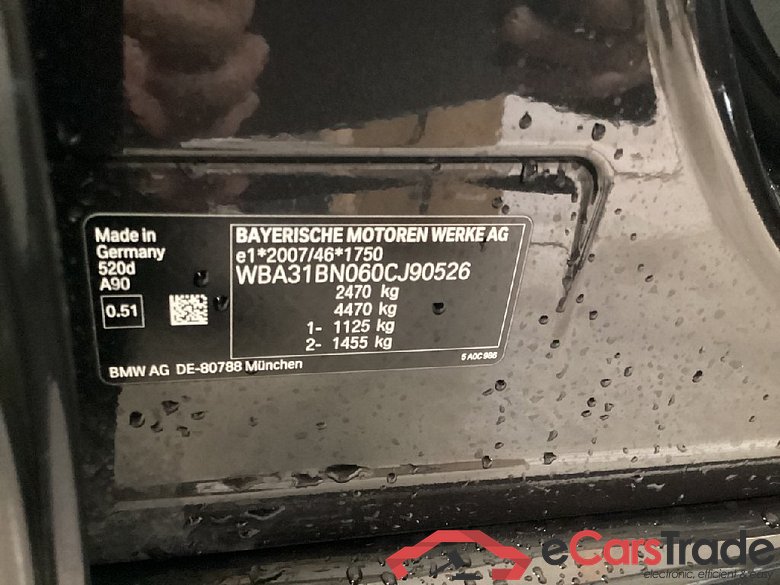 Made in
Germany
520d
A90
0.51
BAYERISCHE MOTOREN WERKE AG
e1*2007/46*1750
WBA31BN060CJ90526
2470 kg
4470 kg
1- 1125 kg
2- 1455 kg
BMW AG DE-80788 München
5 A0C 986
eCarsTrade
electronic, efficient &